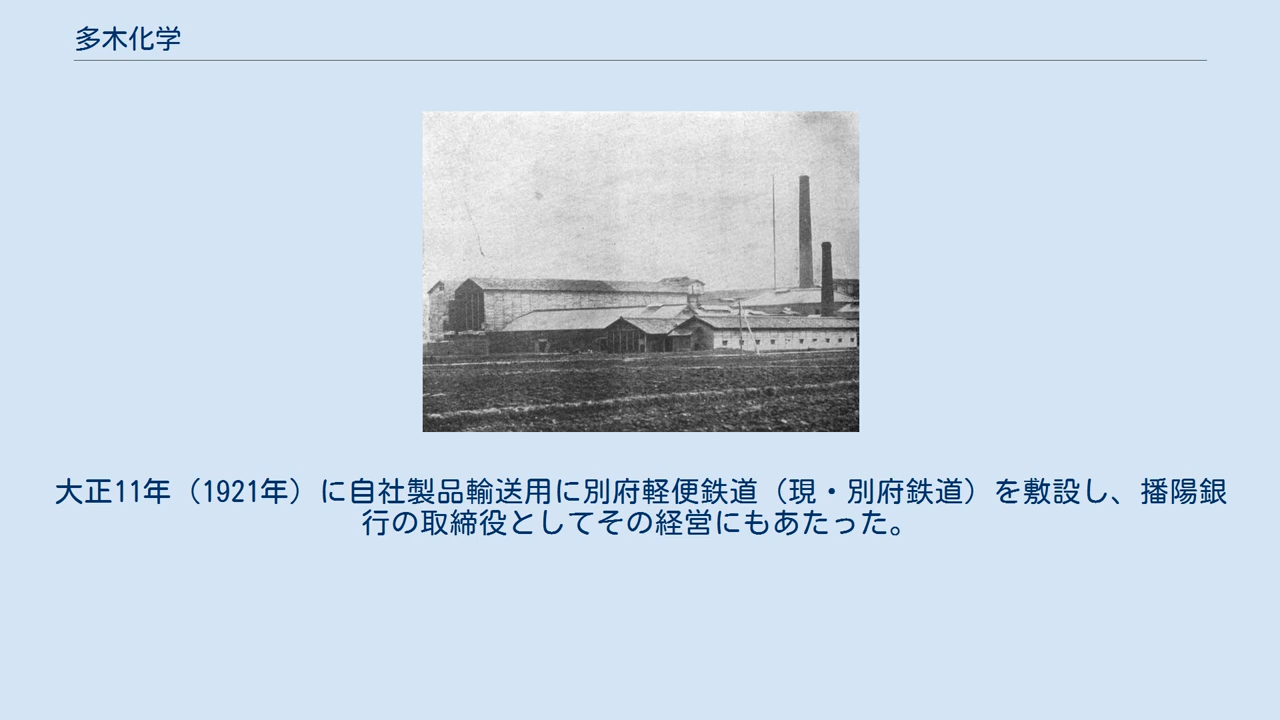 多木化学
大正11年（1921年）に自社製品輸送用に別府軽便鉄道（現・別府鉄道）を敷設し、播陽銀
行の取締役としてその経営にもあたった。